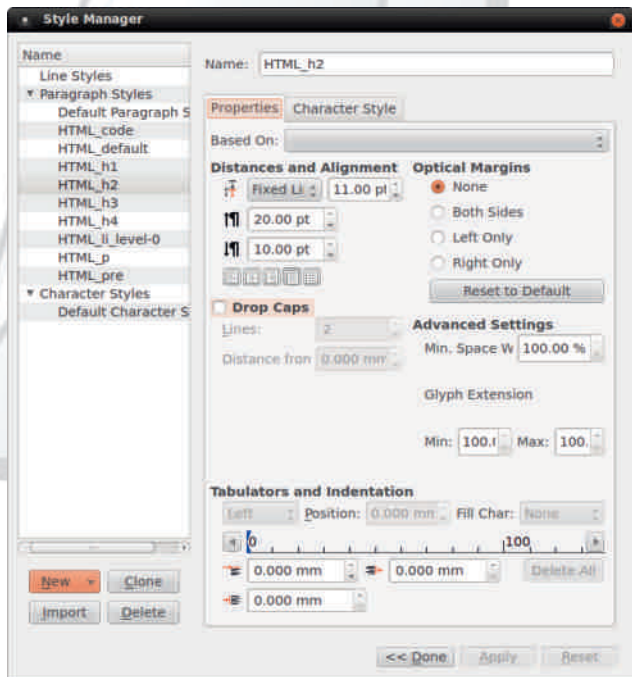 Style Manager
Name
Line Styles
Paragraph Styles
Default Paragraph S
HTML_code
HTML_default
HTML_h1
HTML_h2
HTML_h3
HTML_h4
HTML_li_level-0
HTML_p
HTML_pre
Character Styles
Default Character S
New
Clone
Import
Delete
Name: HTML_h2
Properties Character Style
Based On:
Distances and Alignment
Fixed Li 11.00 pt
20.00 pt
10.00 pt
Drop Caps
Lines: 2
Distance from 0.000 mm
Optical Margins
None
Both Sides
Left Only
Right Only
Reset to Default
Advanced Settings
Min. Space W 100.00 %
Glyph Extension
Min: 100.( Max: 100.
Tabulators and Indentation
Left Position: 0.000 mm Fill Char: None
0 100
0.000 mm 0.000 mm Delete All
0.000 mm
<< Done Apply Reset